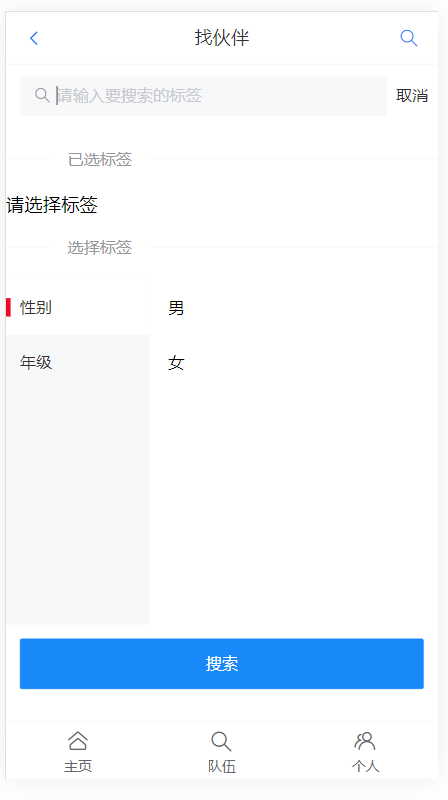 找伙伴
请输入要搜索的标签 取消
已选标签
请选择标签
选择标签
性别 男
年级 女
搜索
主页 队伍 个人